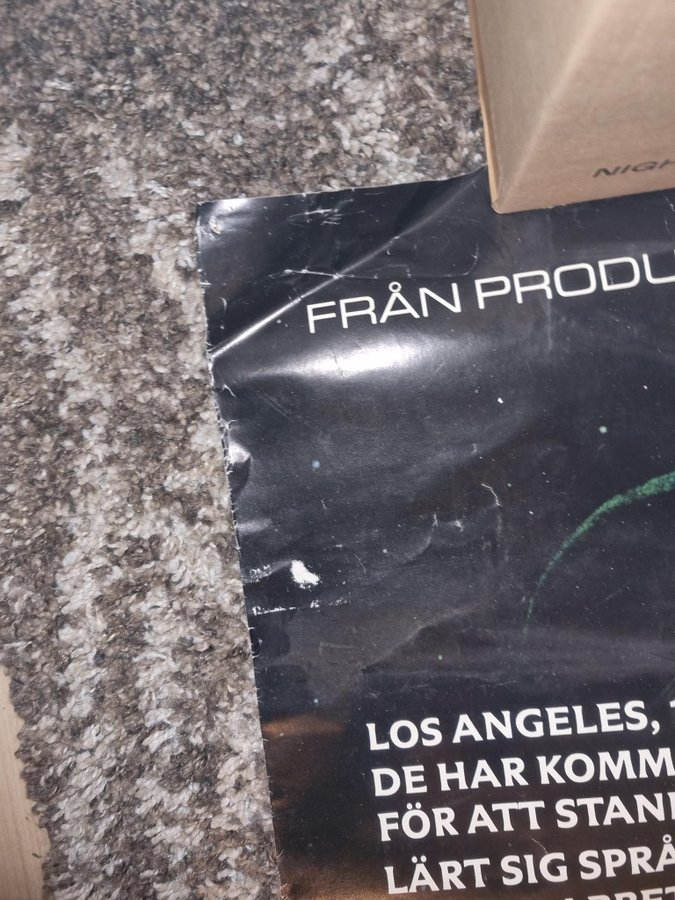 NIGH
FRÅN PRODU
LOS ANGELES,
DE HAR KOMM
FÖR ATT STAN
LÄRT SIG SPRÅ